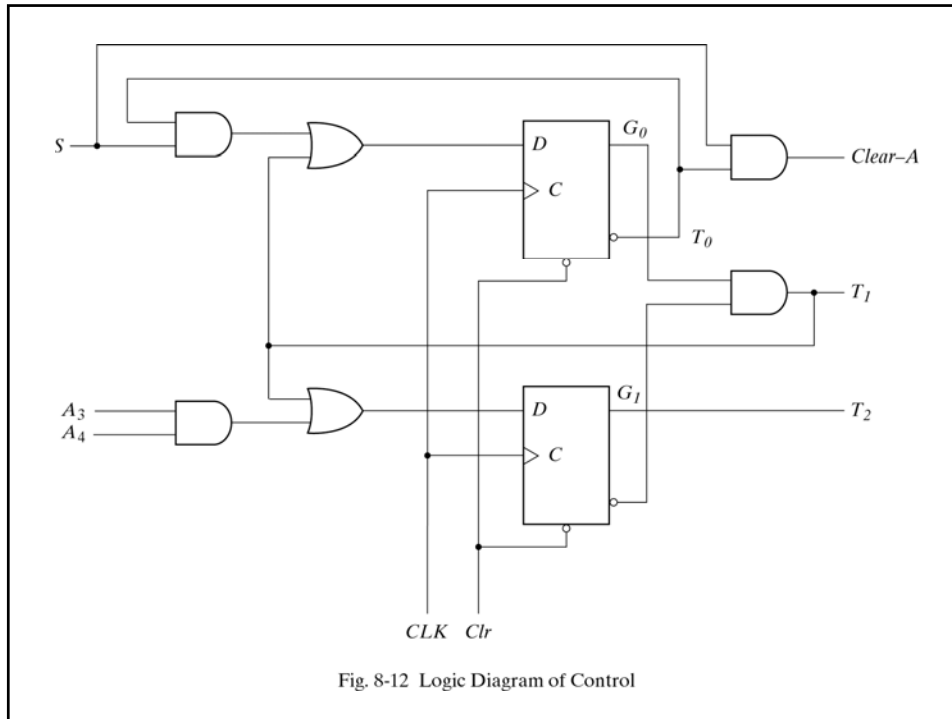 S
D
G0
C
T0
Clear–A
T1
A3
A4
D
G1
C
T2
CLK Clr
Fig. 8-12 Logic Diagram of Control